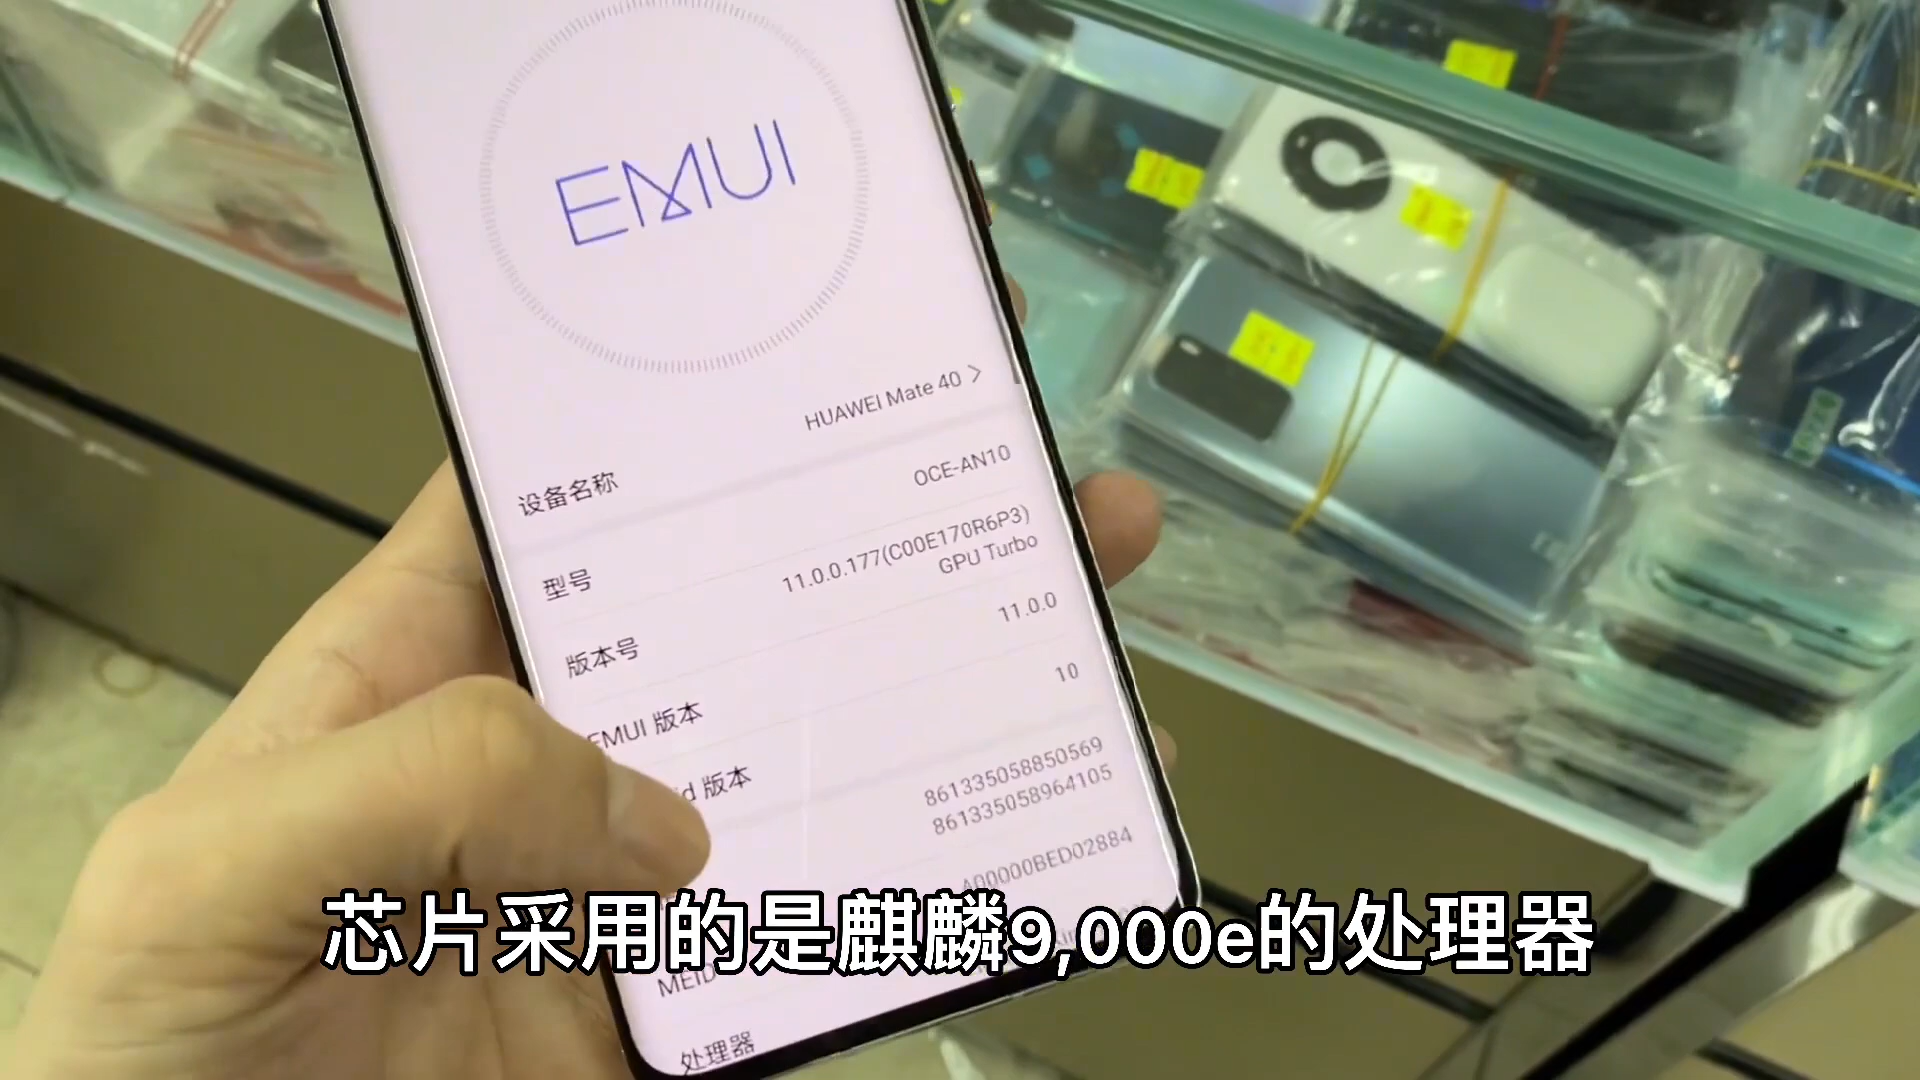 EMUI
HUAWEI Mate 40
设备名称
OCE-AN10
型号
11.0.0.177(C00E170R6P3)
GPU Turbo
版本号
11.0.0
EMUI 版本
10
版本
861335058850569
861335058964105
A00000BED02884
芯片采用的是麒麟9,000e的处理器
MEID
处理器